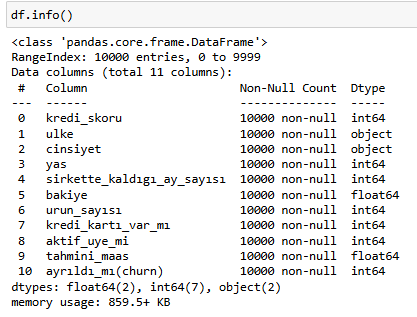 df.info()
<class 'pandas.core.frame.DataFrame'>
RangeIndex: 10000 entries, 0 to 9999
Data columns (total 11 columns):
 #   Column                    Non-Null Count  Dtype
---  ------                    --------------  -----
 0   kredi_skoru               10000 non-null  int64
 1   ulke                      10000 non-null  object
 2   cinsiyet                  10000 non-null  object
 3   yas                       10000 non-null  int64
 4   sirkette_kaldıgı_ay_sayısı  10000 non-null  int64
 5   bakiye                    10000 non-null  float64
 6   urun_sayısı               10000 non-null  int64
 7   kredi_kartı_var_mı        10000 non-null  int64
 8   aktif_uye_mi              10000 non-null  int64
 9   tahmini_maas              10000 non-null  float64
 10  ayrıldı_mı(churn)         10000 non-null  int64
dtypes: float64(2), int64(7), object(2)
memory usage: 859.5+ KB